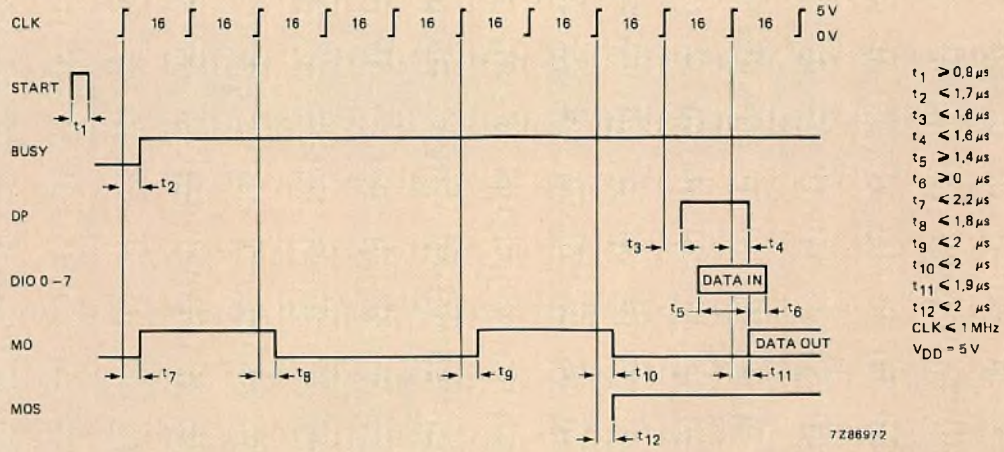 CLK 16 16 16 16 16 16 16 16 16 16 5 V
0 V
START
t1
BUSY
t2
DP
t3 t4
DIO 0-7 DATA IN
t5 t6
MO DATA OUT
t7 t8 t9 t10 t11
MOS
t12
7Z86972
t1 ⩾ 0,8 µs
t2 ⩽ 1,7 µs
t3 ⩽ 1,8 µs
t4 ⩽ 1,6 µs
t5 ⩾ 1,4 µs
t6 ⩾ 0 µs
t7 ⩽ 2,2 µs
t8 ⩽ 1,8 µs
t9 ⩽ 2 µs
t10 ⩽ 2 µs
t11 ⩽ 1,9 µs
t12 ⩽ 2 µs
CLK ⩽ 1 MHz
VDD = 5 V